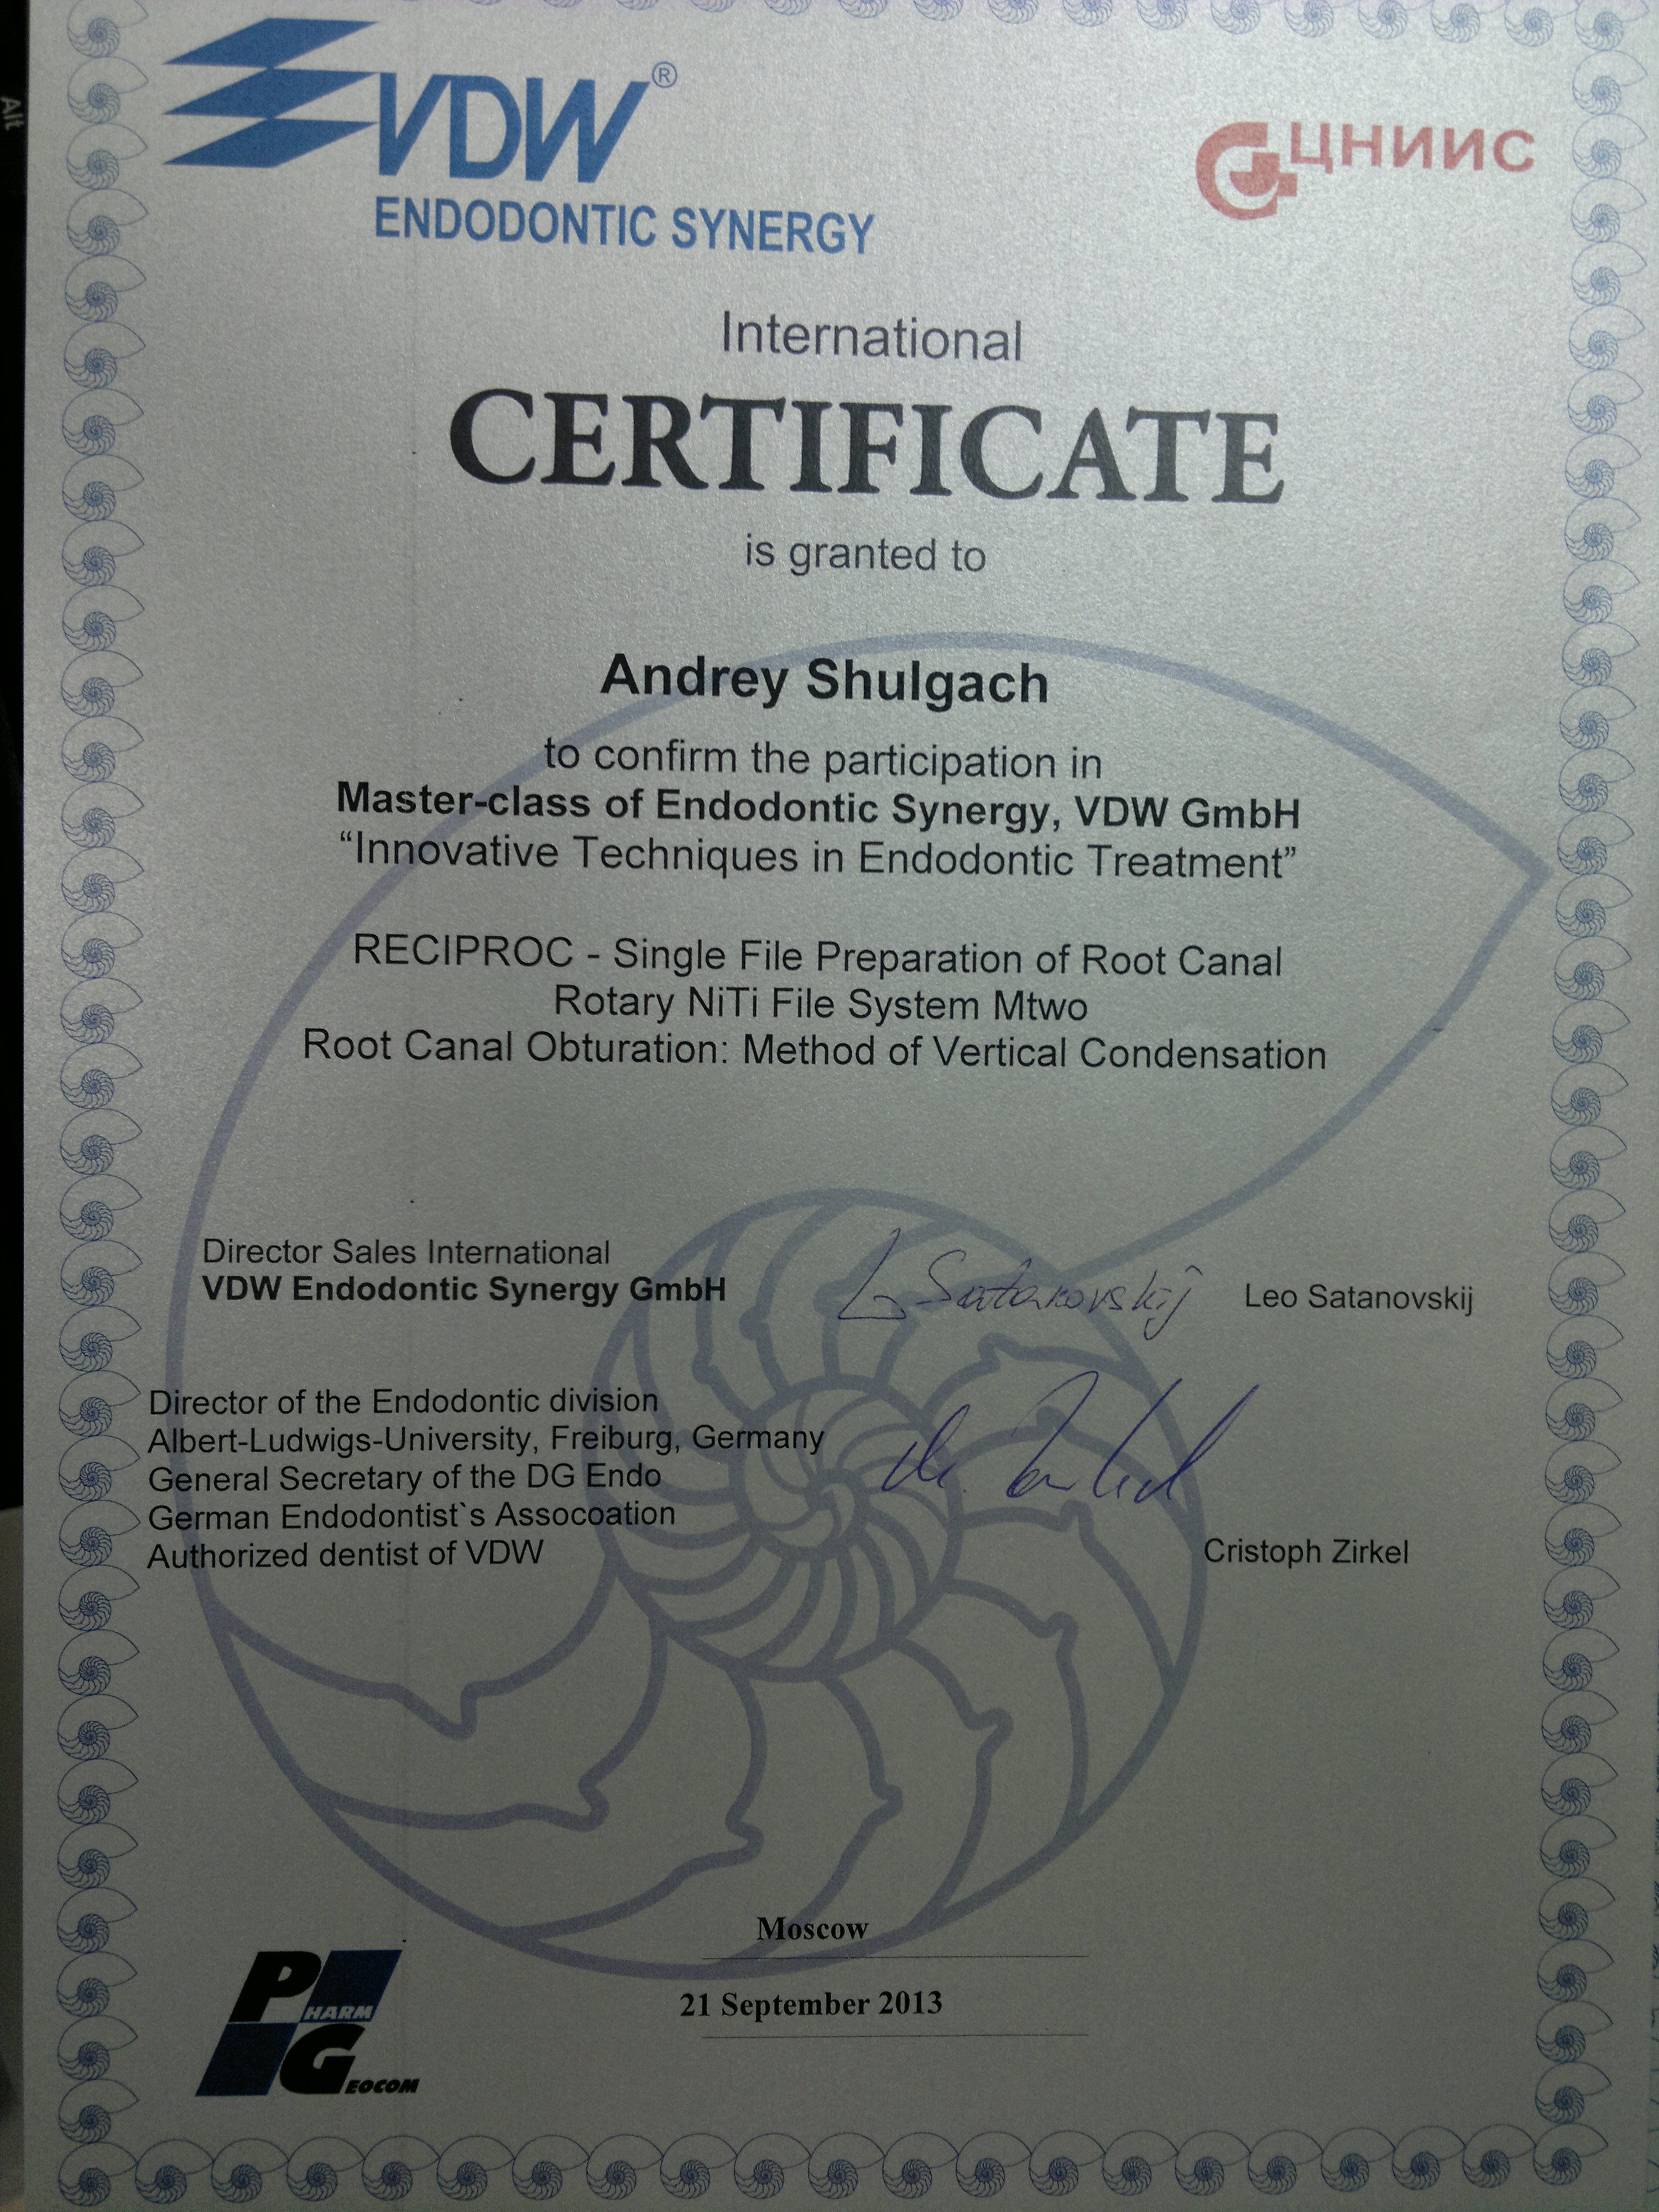 Alt
VDW®
ENDODONTIC SYNERGY
ЦНИИС
International
CERTIFICATE
is granted to
Andrey Shulgach
to confirm the participation in
Master-class of Endodontic Synergy, VDW GmbH
“Innovative Techniques in Endodontic Treatment”
RECIPROC - Single File Preparation of Root Canal
Rotary NiTi File System Mtwo
Root Canal Obturation: Method of Vertical Condensation
Director Sales International
VDW Endodontic Synergy GmbH
L Satanovskij
Leo Satanovskij
Director of the Endodontic division
Albert-Ludwigs-University, Freiburg, Germany
General Secretary of the DG Endo
German Endodontist`s Assocoation
Authorized dentist of VDW
Cristoph Zirkel
Moscow
21 September 2013
PHARM
GEOCOM